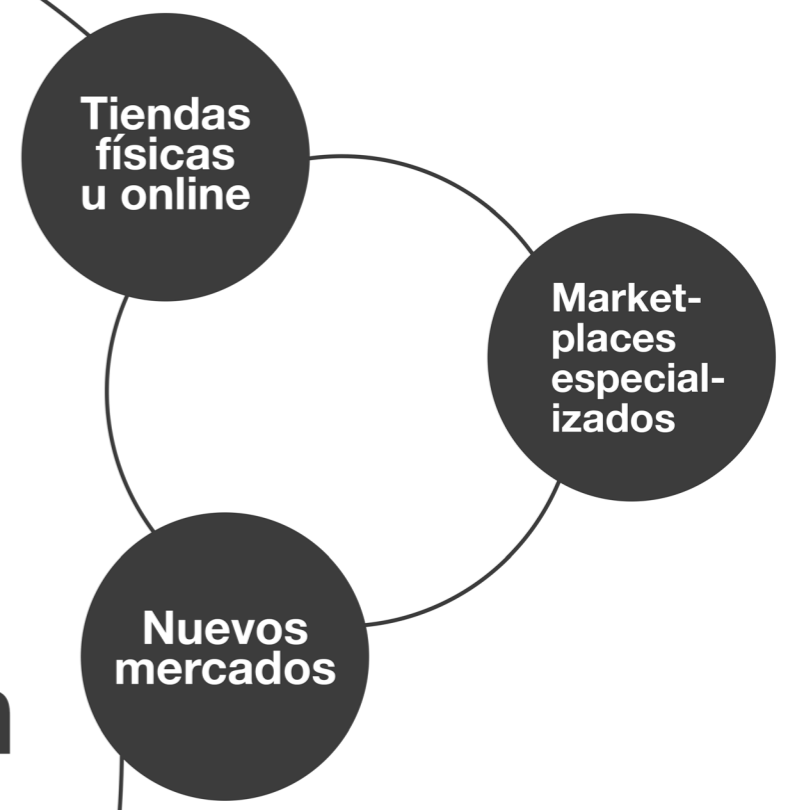 Tiendas
físicas
u online
Market-
places
especial-
izados
Nuevos
mercados